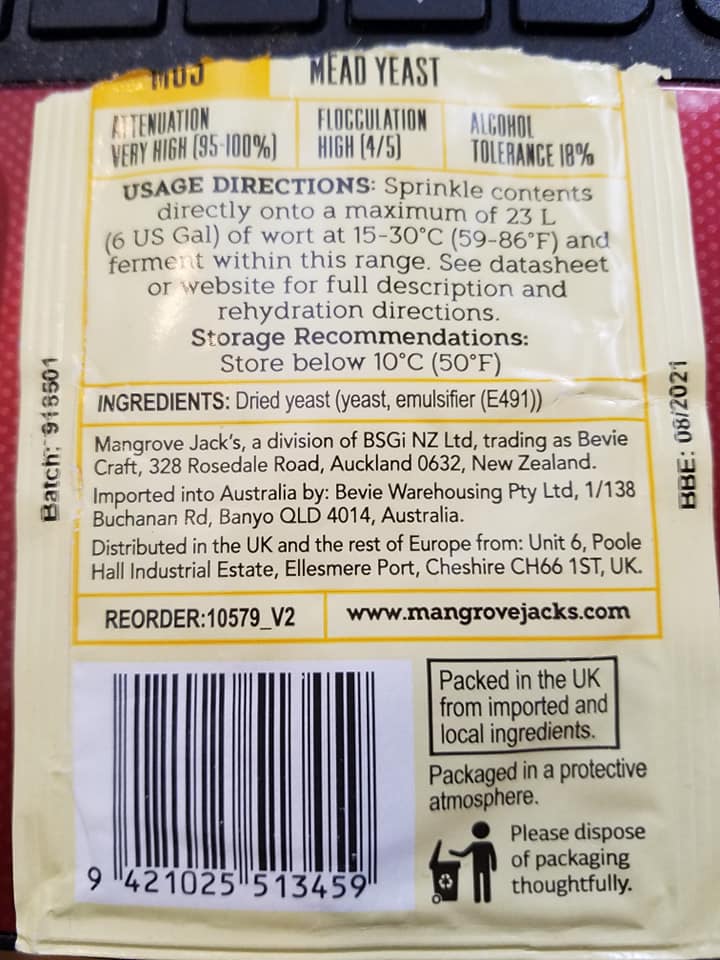 MEAD YEAST
ATTENUATION
VERY HIGH (95-100%)
FLOCCULATION
HIGH (4/5)
ALCOHOL
TOLERANCE 18%
USAGE DIRECTIONS: Sprinkle contents
directly onto a maximum of 23 L
(6 US Gal) of wort at 15-30°C (59-86°F) and
ferment within this range. See datasheet
or website for full description and
rehydration directions.
Storage Recommendations:
Store below 10°C (50°F)
INGREDIENTS: Dried yeast (yeast, emulsifier (E491))
Mangrove Jack's, a division of BSGi NZ Ltd, trading as Bevie
Craft, 328 Rosedale Road, Auckland 0632, New Zealand.
Imported into Australia by: Bevie Warehousing Pty Ltd, 1/138
Buchanan Rd, Banyo QLD 4014, Australia.
Distributed in the UK and the rest of Europe from: Unit 6, Poole
Hall Industrial Estate, Ellesmere Port, Cheshire CH66 1ST, UK.
REORDER:10579_V2
www.mangrovejacks.com
Batch: 918501
BBE: 08/2021
9 421025 513459
Packed in the UK
from imported and
local ingredients.
Packaged in a protective
atmosphere.
Please dispose
of packaging
thoughtfully.